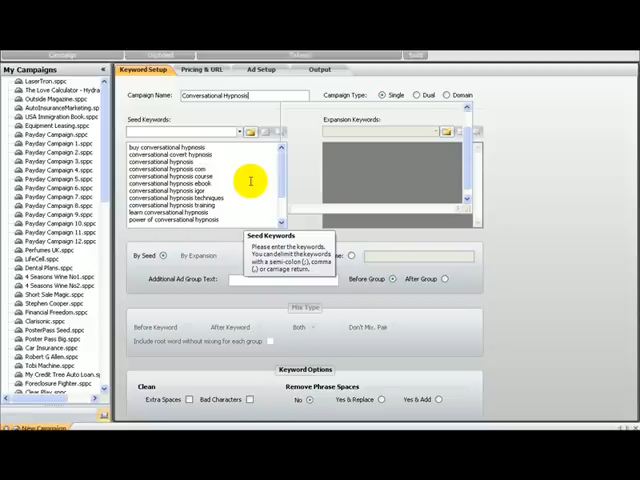 My Campaigns
LaserTron.sppc
The Love Calculator - Hydra
Outside Magazine.sppc
AutoInsuranceMarketing.sp
USA Immigration Book.sppc
Equipment Leasing.sppc
Payday Campaign.sppc
Payday Campaign 1.sppc
Payday Campaign 2.sppc
Payday Campaign 3.sppc
Payday Campaign 4.sppc
Payday Campaign 5.sppc
Payday Campaign 6.sppc
Payday Campaign 7.sppc
Payday Campaign 8.sppc
Payday Campaign 9.sppc
Payday Campaign 10.sppc
Payday Campaign 11.sppc
Payday Campaign 12.sppc
Perfumes UK.sppc
LifeCell.sppc
Dental Plans.sppc
4 Seasons Wine No1.sppc
4 Seasons Wine No2.sppc
Short Sale Magic.sppc
Stephen Cooper.sppc
Financial Freedom.sppc
Clarisonic.sppc
PosterPass Seed.sppc
Poster Pass Big.sppc
Car Insurance.sppc
Robert G Allen.sppc
Tobi Machine.sppc
My Credit Tree Auto Loan.s
Foreclosure Fighter.sppc
Clear Play.sppc
New Campaign
Keyword Setup
Pricing & URL
Ad Setup
Output
Campaign Name:
Conversational Hypnosis
Campaign Type:
Single
Dual
Domain
Seed Keywords:
buy conversational hypnosis
conversational covert hypnosis
conversational hypnosis
conversational hypnosis com
conversational hypnosis course
conversational hypnosis ebook
conversational hypnosis igor
conversational hypnosis techniques
conversational hypnosis training
learn conversational hypnosis
power of conversational hypnosis
Expansion Keywords:
Seed Keywords
Please enter the keywords.
You can delimit the keywords
with a semi-colon (;), comma
(,) or carriage return.
By Seed
By Expansion
Additional Ad Group Text:
Before Group
After Group
Mix Type
Before Keyword
After Keyword
Both
Don't Mix. Pair
Include root word without mixing for each group
Keyword Options
Clean
Extra Spaces
Bad Characters
Remove Phrase Spaces
No
Yes & Replace
Yes & Add